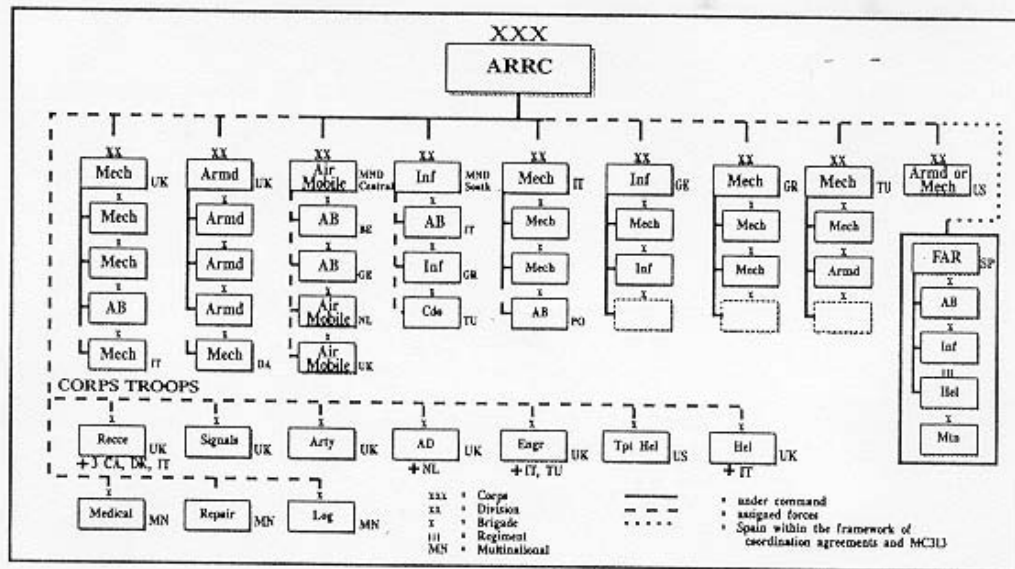 XXX
ARRC
XX XX XX XX XX XX XX XX XX
Mech UK
Armd UK
Air Mobile MND Central
Inf MND South
Mech IT
Inf GE
Mech GR
Mech TU
Armd or Mech US
x x x x x x x x
Mech
Armd
AB BE
AB IT
Mech
Mech
Mech
Mech
x x x x x x x x
Mech
Armd
AB GE
Inf GR
Mech
Inf
Mech
Armd
FAR SP
x x x x x x x x
AB
Armd
Air Mobile NL
Cdo TU
AB PO
x
AB
x x x
Mech IT
Mech DA
Air Mobile UK
x
Inf
III
Hel
x
Mtn
CORPS TROOPS
x x x x x x x
Recce UK
Signals UK
Arty UK
AD UK
Engr UK
Tpt Hel US
Hel UK
+NL
+IT, TU
+IT
x x
Medical MN
Repair MN
Log MN
xxx • Corps
xx • Division
x • Brigade
III • Regiment
MN • Multinational
• under command
• assigned forces
• Spain within the framework of
coordination agreements and MC313